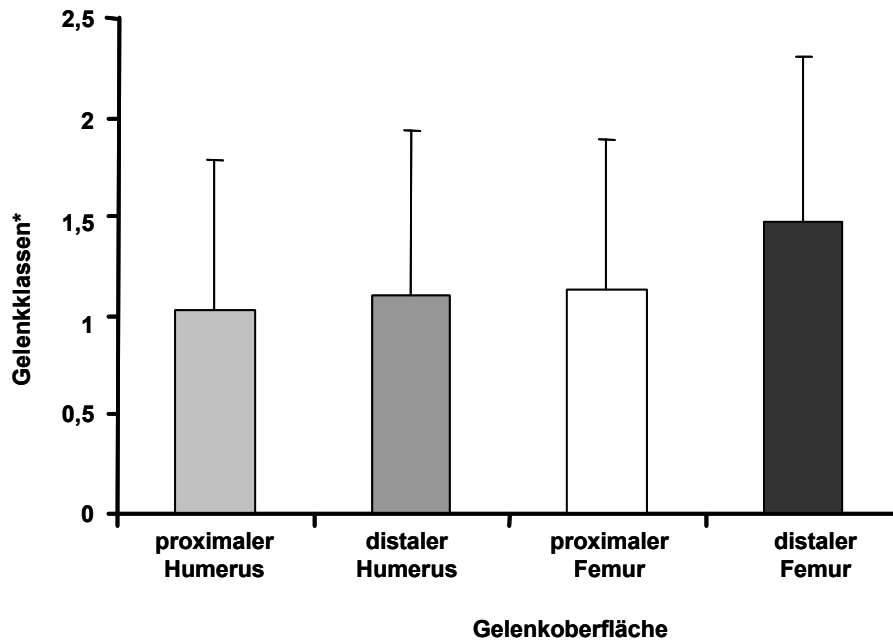 2,5
2
1,5
1
0,5
0
Gelenkklassen*
proximaler
Humerus
distaler
Humerus
proximaler
Femur
distaler
Femur
Gelenkoberfläche